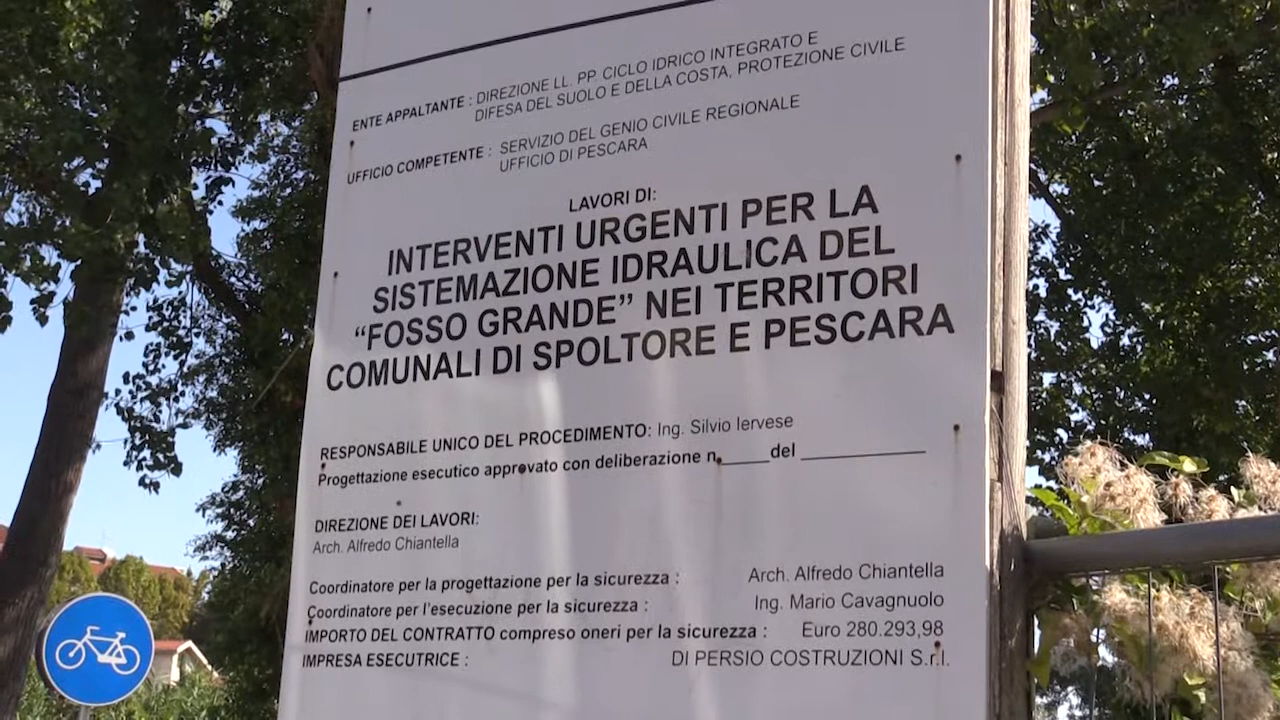 ENTE APPALTANTE : DIREZIONE LL. PP. CICLO IDRICO INTEGRATO E
DIFESA DEL SUOLO E DELLA COSTA, PROTEZIONE CIVILE
UFFICIO COMPETENTE : SERVIZIO DEL GENIO CIVILE REGIONALE
UFFICIO DI PESCARA
LAVORI DI:
INTERVENTI URGENTI PER LA
SISTEMAZIONE IDRAULICA DEL
“FOSSO GRANDE” NEI TERRITORI
COMUNALI DI SPOLTORE E PESCARA
RESPONSABILE UNICO DEL PROCEDIMENTO: Ing. Silvio Iervese
Progettazione esecutico approvato con deliberazione n._____del ______________
DIREZIONE DEI LAVORI:
Arch. Alfredo Chiantella
Coordinatore per la progettazione per la sicurezza : Arch. Alfredo Chiantella
Coordinatore per l'esecuzione per la sicurezza : Ing. Mario Cavagnuolo
IMPORTO DEL CONTRATTO compreso oneri per la sicurezza : Euro 280.293,98
IMPRESA ESECUTRICE : DI PERSIO COSTRUZIONI S.r.l.